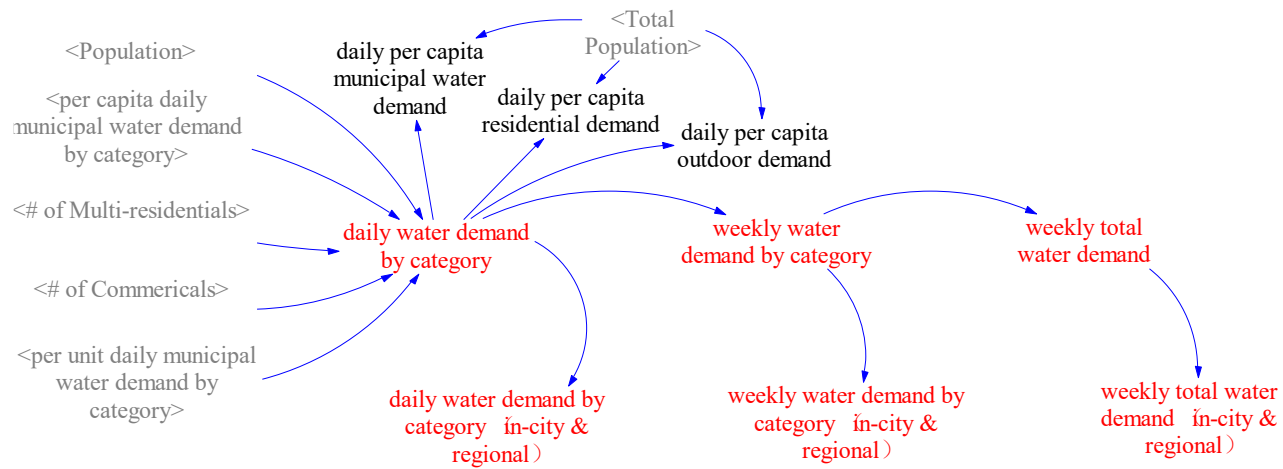 <Population>
<per capita daily
municipal water demand
by category>
<# of Multi-residentials>
<# of Commericals>
<per unit daily municipal
water demand by
category>
daily per capita
municipal water
demand
<Total
Population>
daily per capita
residential demand
daily per capita
outdoor demand
daily water demand
by category
weekly water
demand by category
weekly total
water demand
daily water demand by
category in-city &
regional）
weekly water demand by
category in-city &
regional）
weekly total water
demand in-city &
regional）